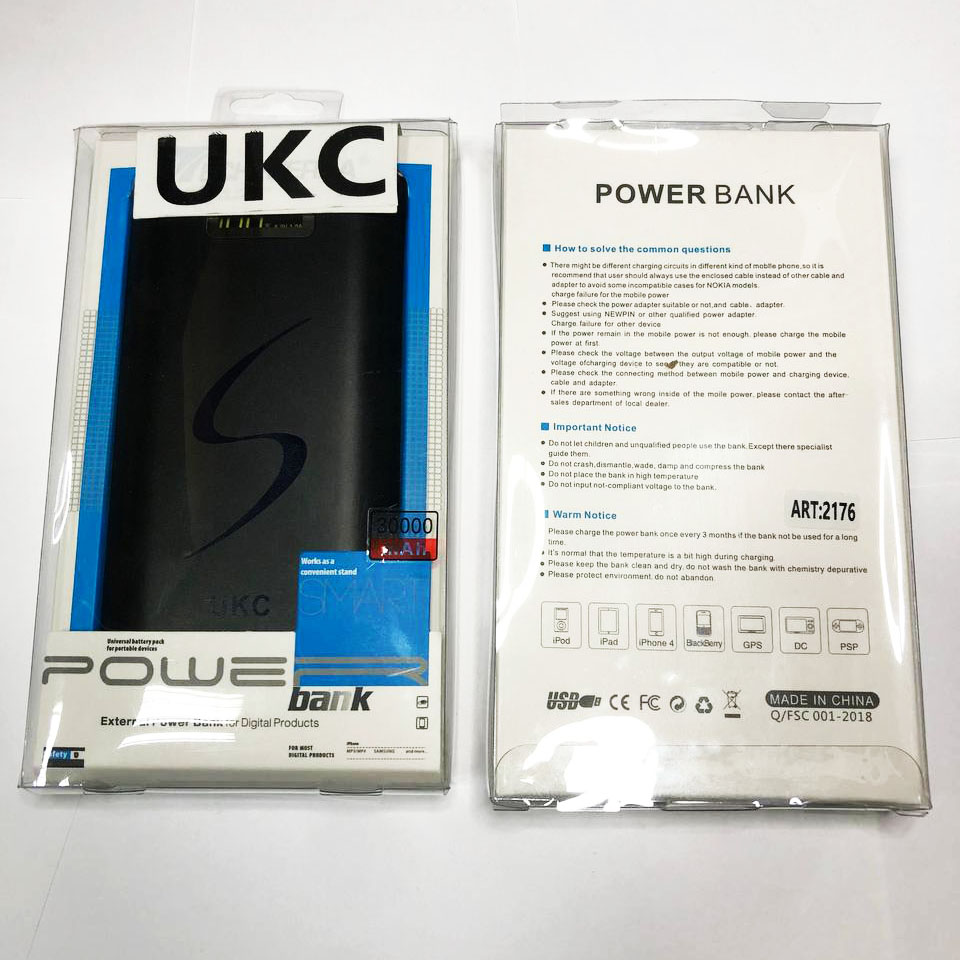 UKC
30000
mAh
Works as a
convenient stand
SMART
UKC
Universal battery pack
for portable devices
POWER
bank
External Power Bank for Digital Products
FOR MOST
DIGITAL PRODUCTS
iPhone
MP3/MP4 SAMSUNG and more..
POWER BANK
How to solve the common questions
There might be different charging circuits in different kind of moblle phone,so it is
recommend that user should always use the enclosed cable instead of other cable and
adapter to avoid some incompatible cases for NOKIA models.
charge failure for the mobile power
Please check the power adapter suitable or not,and cable, adapter.
Suggest using NEWPIN or other qualified power adapter.
Charge failure for other device
If the power remain in the mobile power is not enough, please charge the mobile
power at first
Please check the voltage between the output voltage of mobile power and the
voltage ofcharging device to see they are compatible or not.
Please check the connecting method between mobile power and charging device,
cable and adapter.
If there are something wrong inside of the moile power, please contact the after-
sales department of local dealer.
Important Notice
Do not let children and unqualified people use the bank.Except there specialist
guide them.
Do not crash,dismantle,wade, damp and compress the bank
Do not place the bank in high temperature
Do not input not-compliant voltage to the bank.
ART:2176
Warm Notice
Please charge the power bank once every 3 months if the bank not be used for a long
time.
It's normal that the temperature is a bit high during charging.
Please keep the bank clean and dry, do not wash the bank with chemistry depurative
Please protect environment, do not abandon.
iPod iPad iPhone 4 BlackBerry GPS DC PSP
USB CE FC
MADE IN CHINA
Q/FSC 001-2018